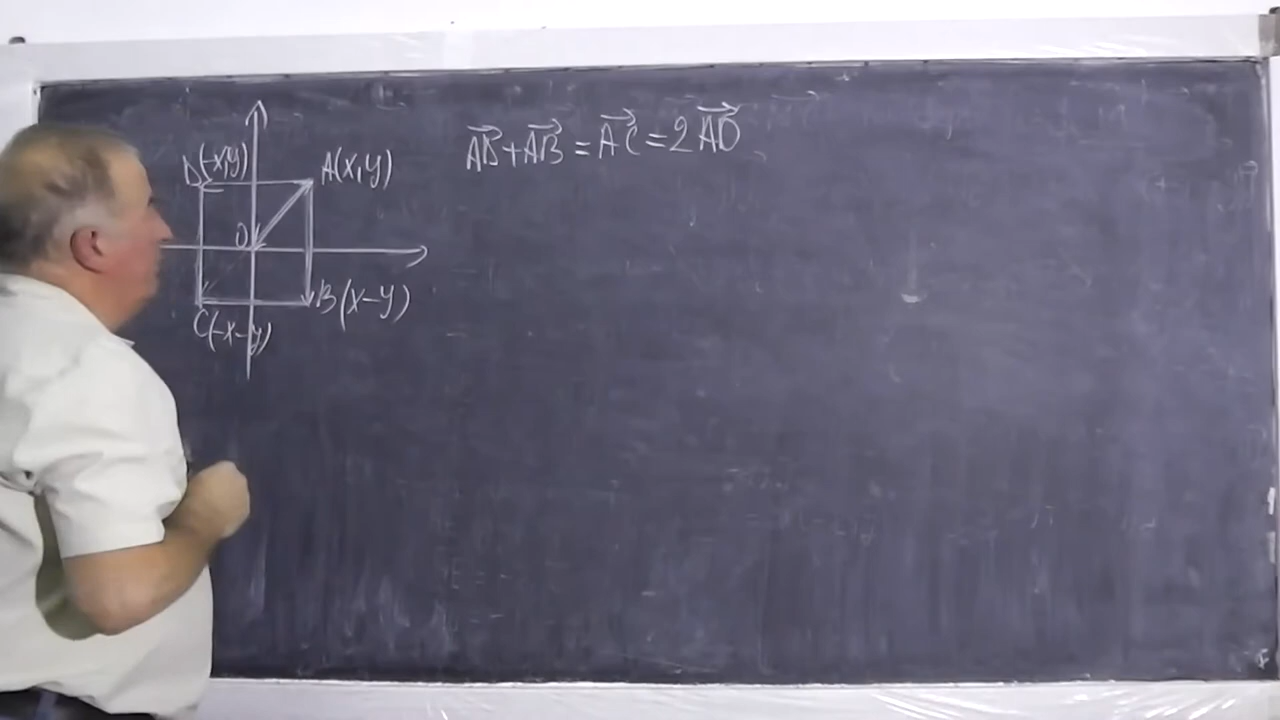 D(-x,y)
A(x,y)
O
B(x-y)
C(-x-y)
AD+AB=AC=2AO